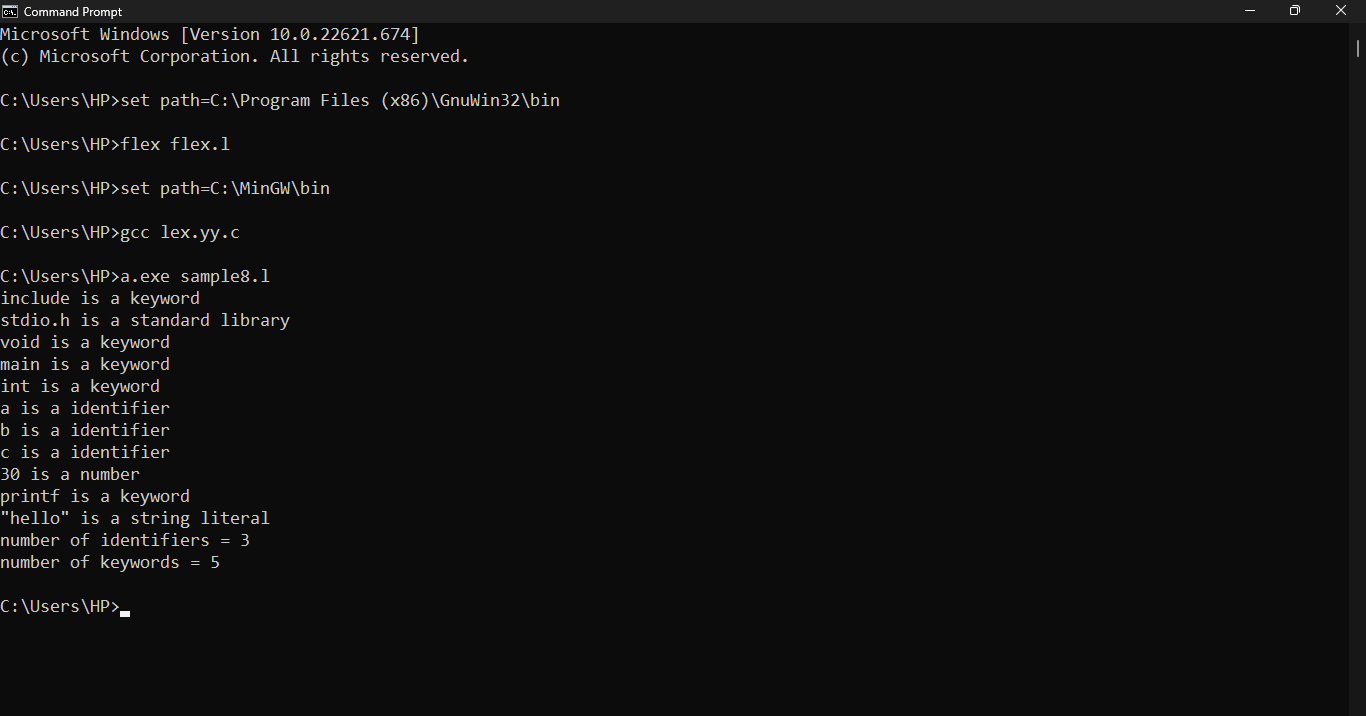 Command Prompt
Microsoft Windows [Version 10.0.22621.674]
(c) Microsoft Corporation. All rights reserved.
C:\Users\HP>set path=C:\Program Files (x86)\GnuWin32\bin
C:\Users\HP>flex flex.l
C:\Users\HP>set path=C:\MinGW\bin
C:\Users\HP>gcc lex.yy.c
C:\Users\HP>a.exe sample8.l
include is a keyword
stdio.h is a standard library
void is a keyword
main is a keyword
int is a keyword
a is a identifier
b is a identifier
c is a identifier
30 is a number
printf is a keyword
"hello" is a string literal
number of identifiers = 3
number of keywords = 5
C:\Users\HP>